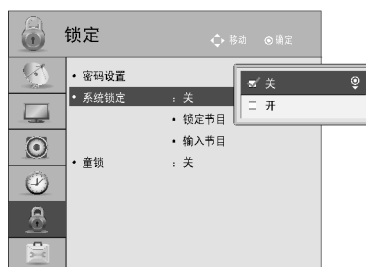 锁定
移动 确定
• 密码设置
• 系统锁定 : 关
• 锁定节目
• 输入节目
• 童锁 : 关
关
开